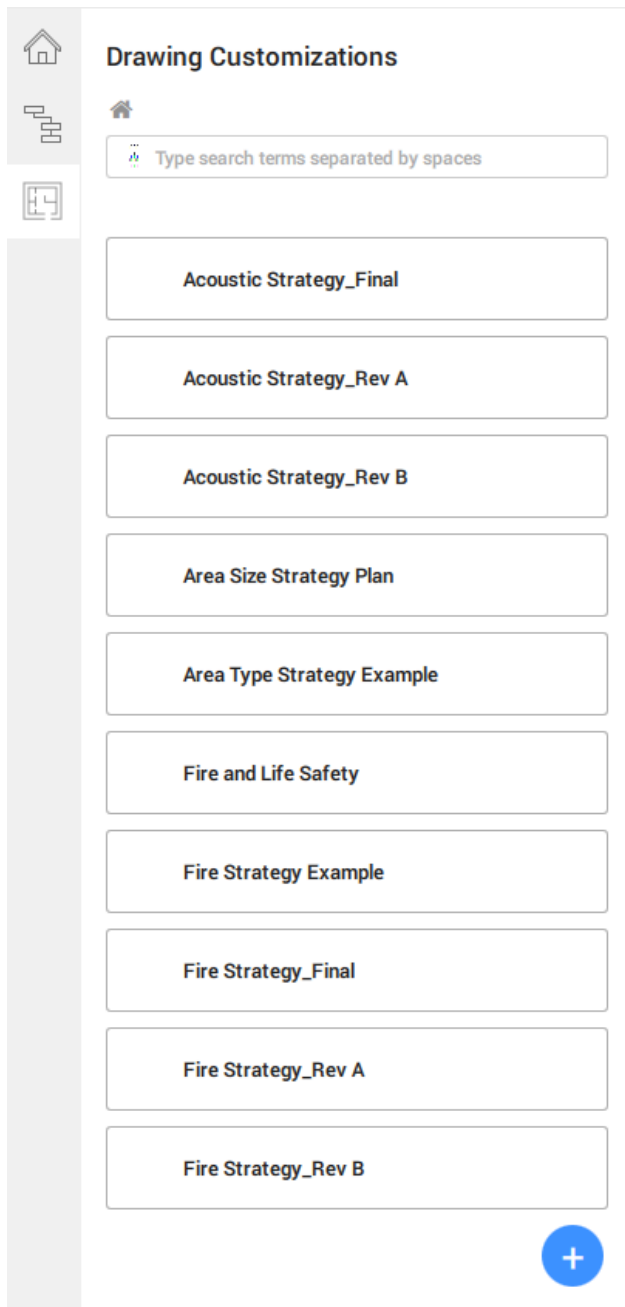 Drawing Customizations
Type search terms separated by spaces
Acoustic Strategy_Final
Acoustic Strategy_Rev A
Acoustic Strategy_Rev B
Area Size Strategy Plan
Area Type Strategy Example
Fire and Life Safety
Fire Strategy Example
Fire Strategy_Final
Fire Strategy_Rev A
Fire Strategy_Rev B
+